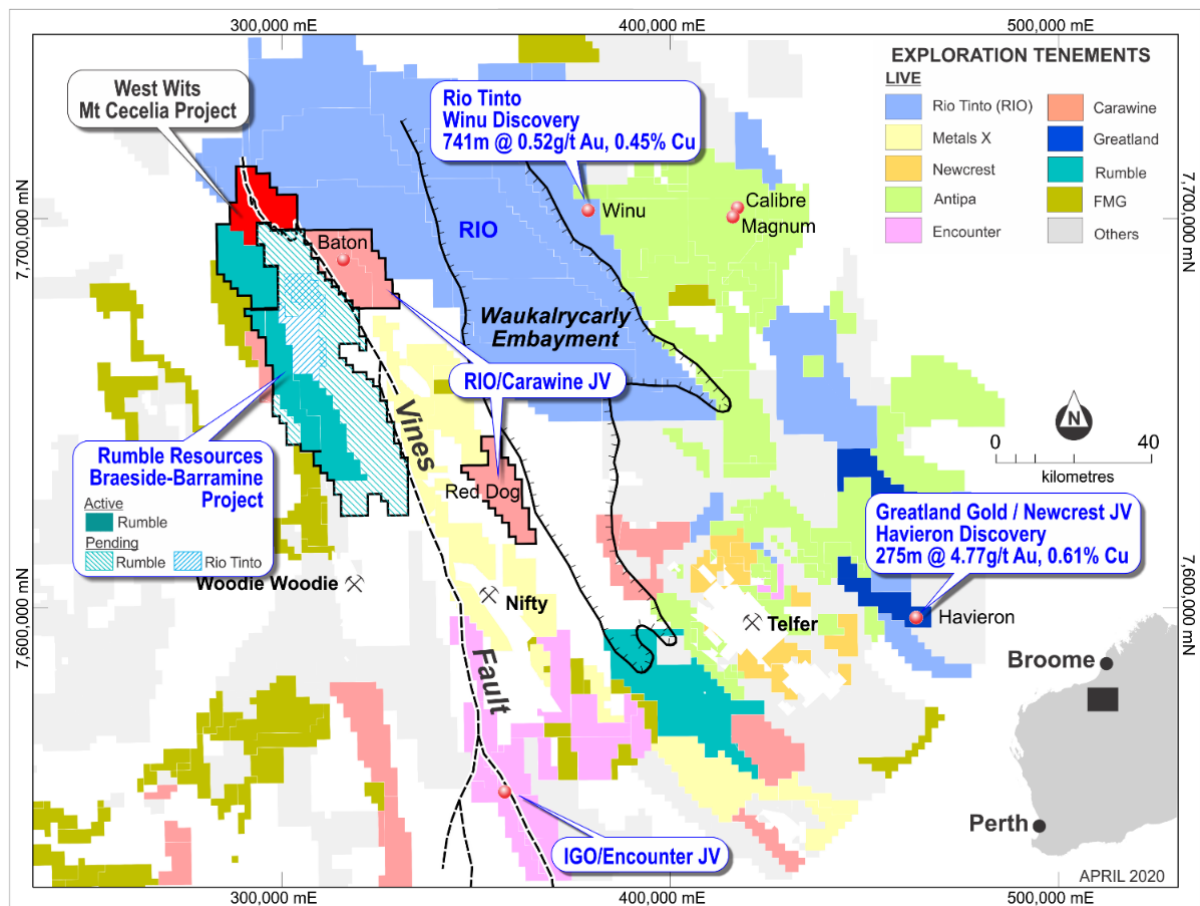 300,000 mE
400,000 mE
500,000 mE
EXPLORATION TENEMENTS
LIVE
Rio Tinto (RIO)
Metals X
Newcrest
Antipa
Encounter
Carawine
Greatland
Rumble
FMG
Others
West Wits
Mt Cecelia Project
Rio Tinto
Winu Discovery
741m @ 0.52g/t Au, 0.45% Cu
7,700,000 mN
7,700,000 mN
RIO
Winu
Calibre
Magnum
Baton
Waukalrycarly
Embayment
RIO/Carawine JV
Vines
Fault
N
0
40
kilometres
Rumble Resources
Braeside-Barramine
Project
Active
Rumble
Pending
Rumble
Rio Tinto
Red Dog
Greatland Gold / Newcrest JV
Havieron Discovery
275m @ 4.77g/t Au, 0.61% Cu
Woodie Woodie
Nifty
Telfer
Havieron
7,600,000 mN
7,600,000 mN
Broome
Perth
IGO/Encounter JV
APRIL 2020
300,000 mE
400,000 mE
500,000 mE